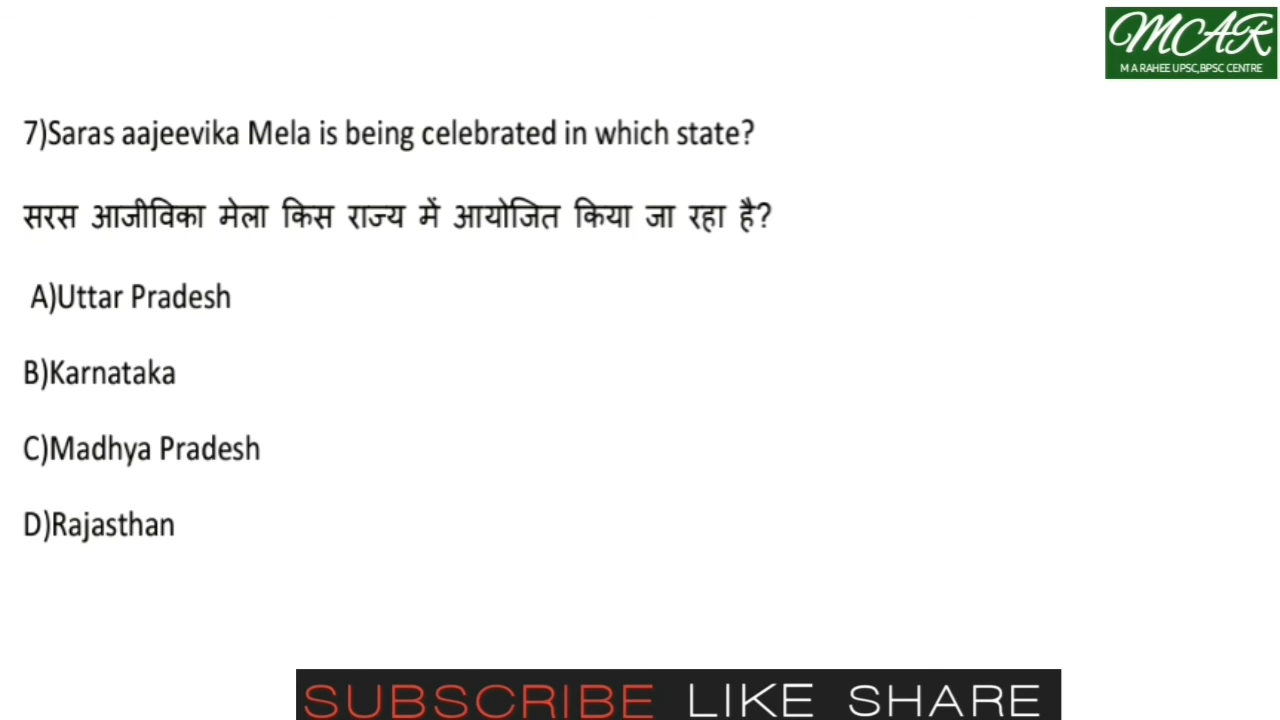 MCAR
M A RAHEE UPSC,BPSC CENTRE
7)Saras aajeevika Mela is being celebrated in which state?
सरस आजीविका मेला किस राज्य में आयोजित किया जा रहा है?
A)Uttar Pradesh
B)Karnataka
C)Madhya Pradesh
D)Rajasthan
SUBSCRIBE LIKE SHARE